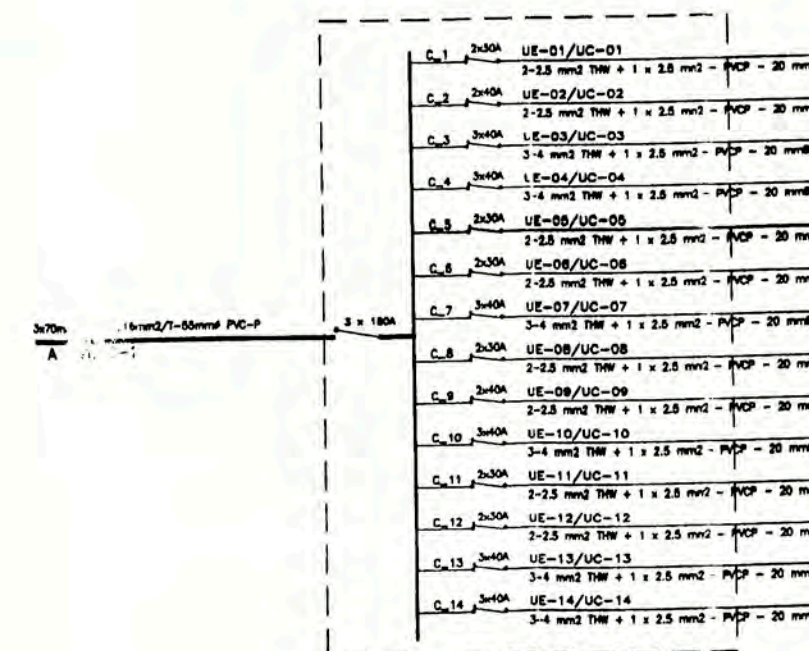 C_1 2x30A UE-01/UC-01
2-2.5 mm2 THW + 1 x 2.5 mm2 - PVCP - 20 mm
C_2 2x40A UE-02/UC-02
2-2.5 mm2 THW + 1 x 2.5 mm2 - PVCP - 20 mm
C_3 3x40A UE-03/UC-03
3-4 mm2 THW + 1 x 2.5 mm2 - PVCP - 20 mm
C_4 3x40A UE-04/UC-04
3-4 mm2 THW + 1 x 2.5 mm2 - PVCP - 20 mm
C_5 2x30A UE-05/UC-05
2-2.5 mm2 THW + 1 x 2.5 mm2 - PVCP - 20 mm
C_6 2x30A UE-06/UC-06
2-2.5 mm2 THW + 1 x 2.5 mm2 - PVCP - 20 mm
C_7 3x40A UE-07/UC-07
3-4 mm2 THW + 1 x 2.5 mm2 - PVCP - 20 mm
3x70m 16mm2/T-65mmø PVC-P 3 x 180A
A
C_8 2x30A UE-08/UC-08
2-2.5 mm2 THW + 1 x 2.5 mm2 - PVCP - 20 mm
C_9 2x40A UE-09/UC-09
2-2.5 mm2 THW + 1 x 2.5 mm2 - PVCP - 20 mm
C_10 3x40A UE-10/UC-10
3-4 mm2 THW + 1 x 2.5 mm2 - PVCP - 20 mm
C_11 2x30A UE-11/UC-11
2-2.5 mm2 THW + 1 x 2.5 mm2 - PVCP - 20 mm
C_12 2x30A UE-12/UC-12
2-2.5 mm2 THW + 1 x 2.5 mm2 - PVCP - 20 mm
C_13 3x40A UE-13/UC-13
3-4 mm2 THW + 1 x 2.5 mm2 - PVCP - 20 mm
C_14 3x40A UE-14/UC-14
3-4 mm2 THW + 1 x 2.5 mm2 - PVCP - 20 mm